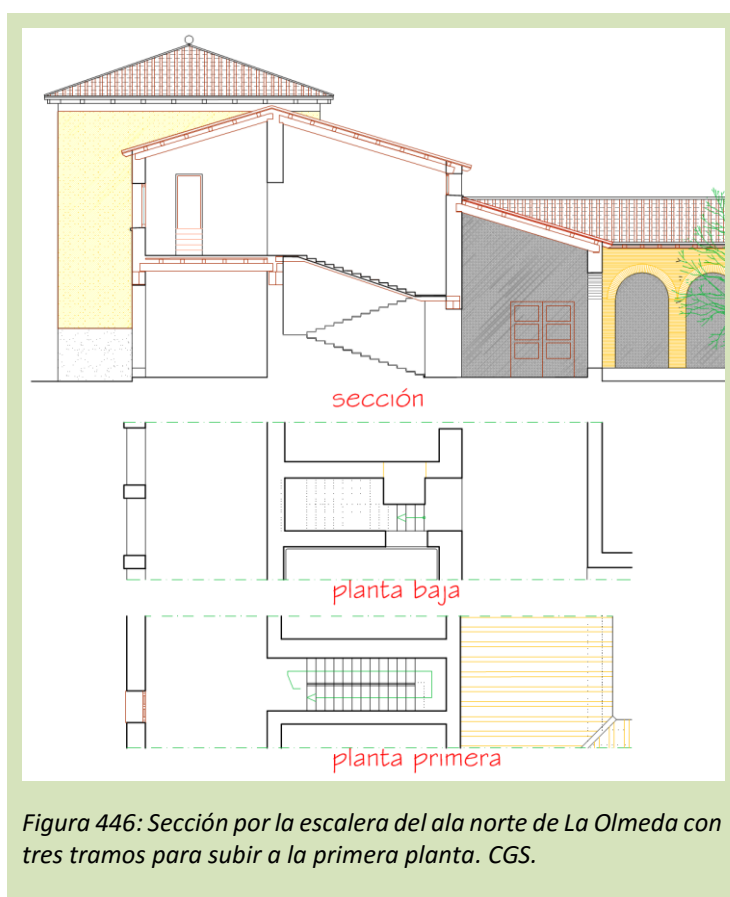 sección
planta baja
planta primera
Figura 446: Sección por la escalera del ala norte de La Olmeda con
tres tramos para subir a la primera planta. CGS.